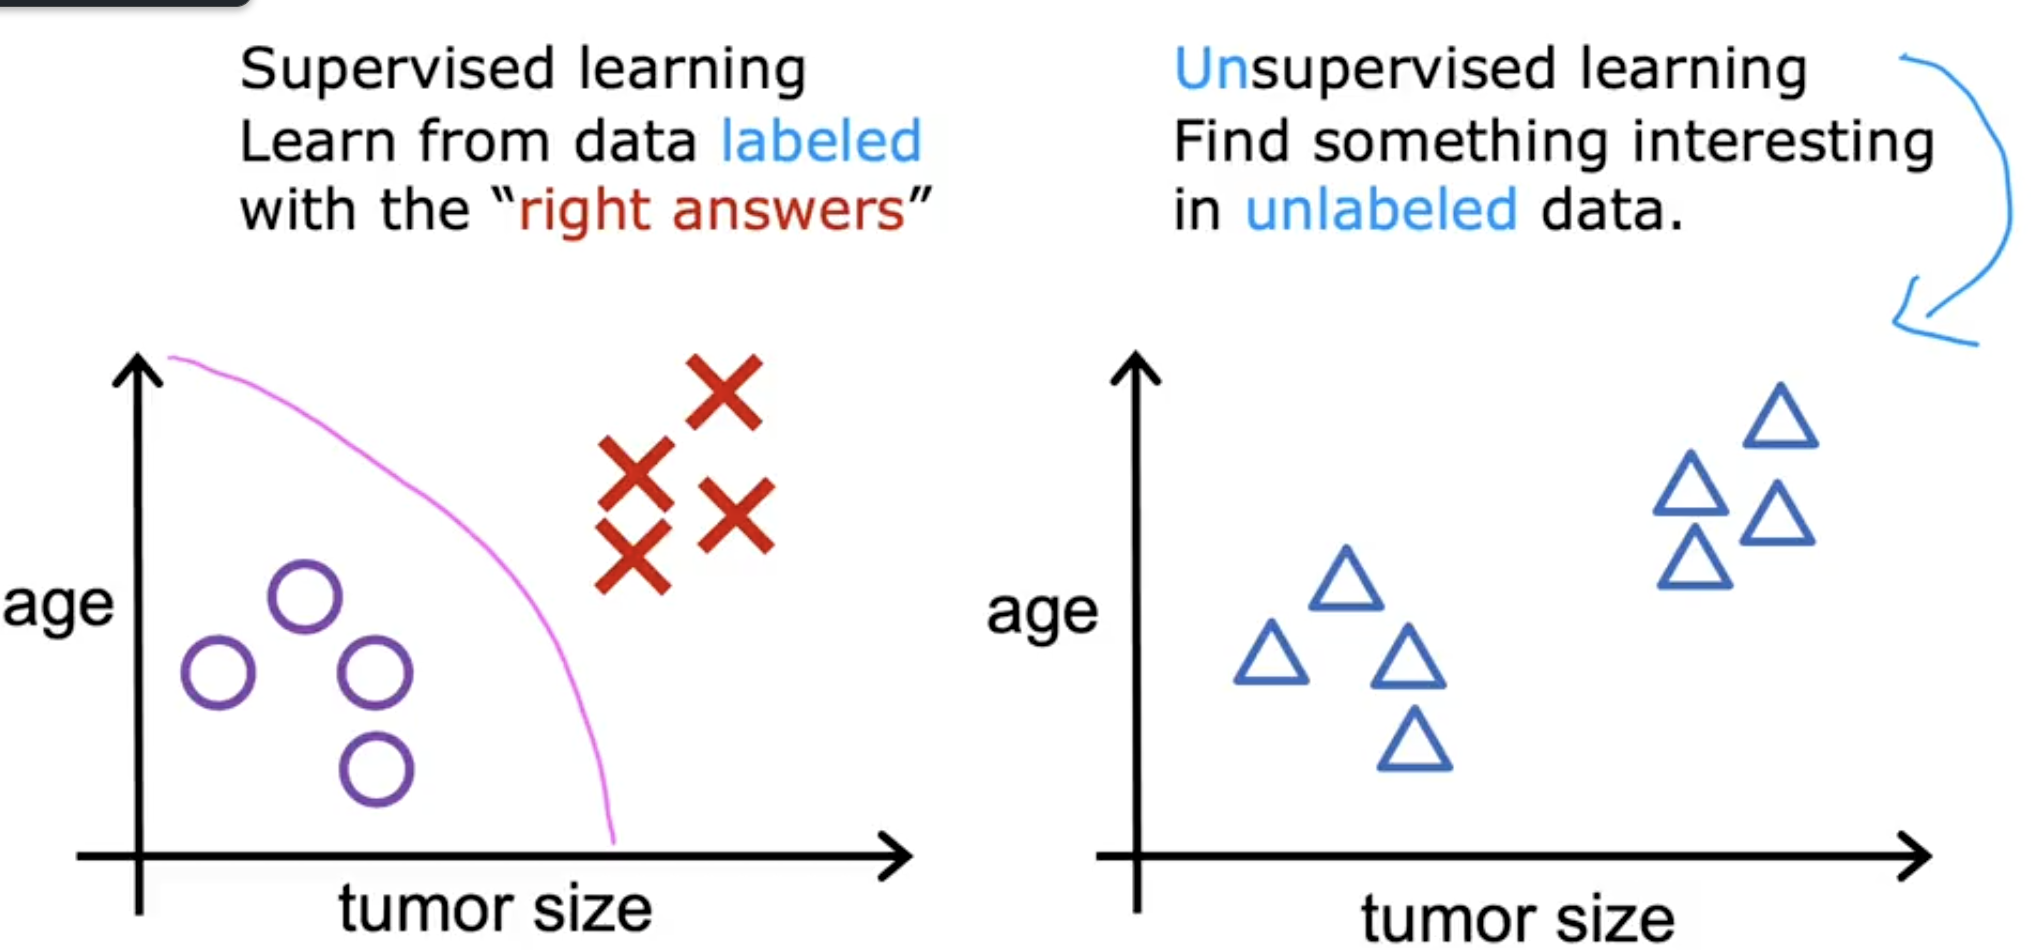 Supervised learning
Learn from data labeled
with the “right answers”
age
tumor size
Unsupervised learning
Find something interesting
in unlabeled data.
age
tumor size